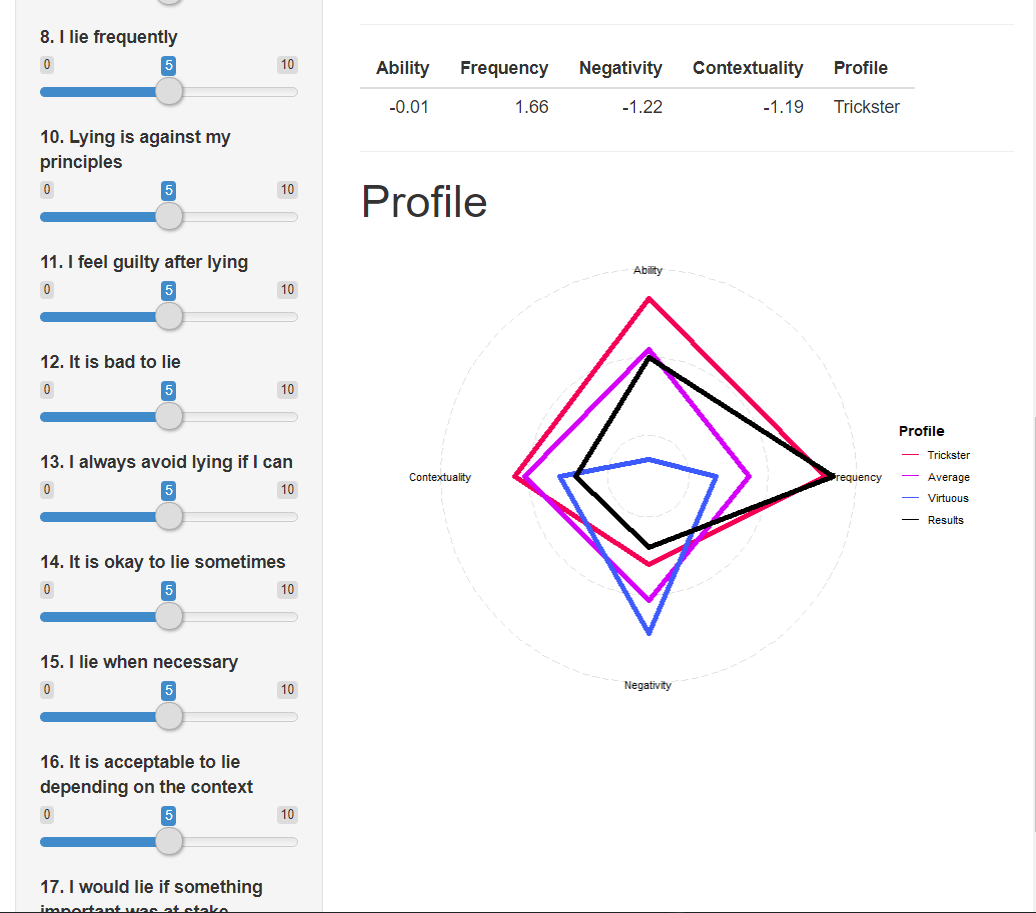 8. I lie frequently
0 5 10
10. Lying is against my
principles
0 5 10
11. I feel guilty after lying
0 5 10
12. It is bad to lie
0 5 10
13. I always avoid lying if I can
0 5 10
14. It is okay to lie sometimes
0 5 10
15. I lie when necessary
0 5 10
16. It is acceptable to lie
depending on the context
0 5 10
17. I would lie if something
important was at stake
Ability Frequency Negativity Contextuality Profile
-0.01 1.66 -1.22 -1.19 Trickster
Profile
Ability
Contextuality
Frequency
Negativity
Profile
Trickster
Average
Virtuous
Results